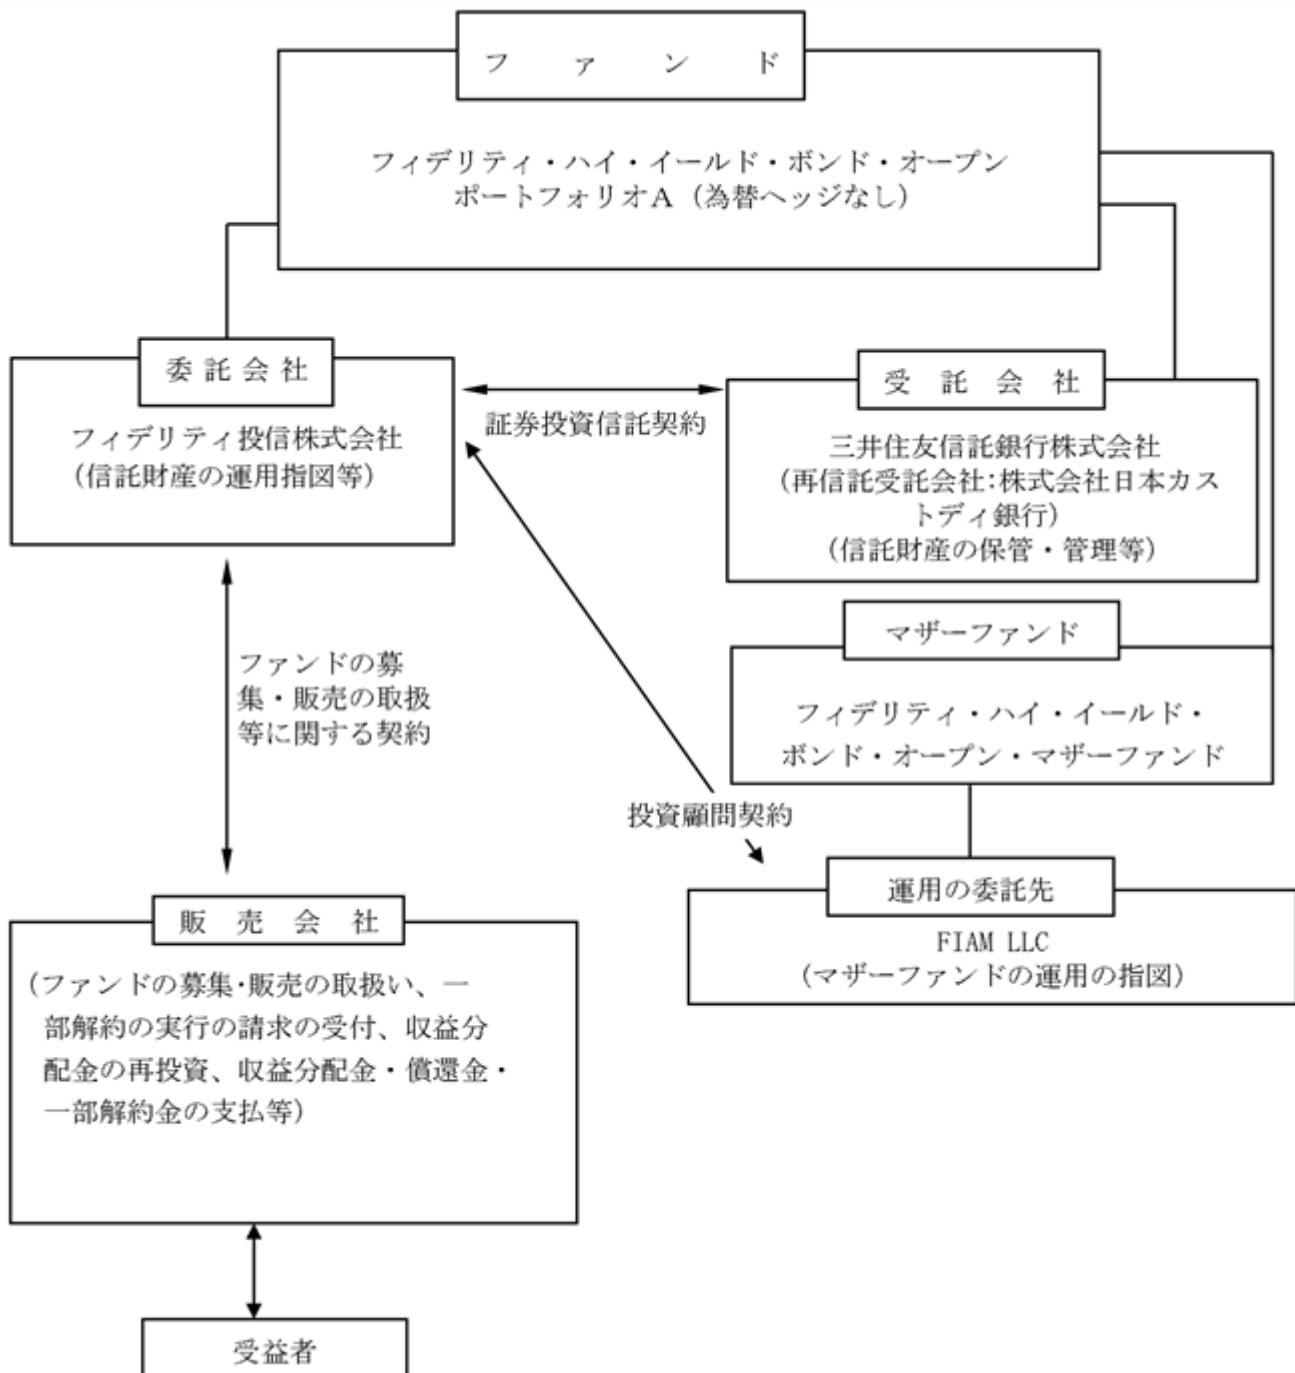 ファンド
フィデリティ・ハイ・イールド・ボンド・オープン
ポートフォリオA（為替ヘッジなし）
委託会社
フィデリティ投信株式会社
（信託財産の運用指図等）
証券投資信託契約
受託会社
三井住友信託銀行株式会社
（再信託受託会社:株式会社日本カス
トディ銀行）
（信託財産の保管・管理等）
ファンドの募
集・販売の取扱
等に関する契約
マザーファンド
フィデリティ・ハイ・イールド・
ボンド・オープン・マザーファンド
投資顧問契約
運用の委託先
FIAM LLC
（マザーファンドの運用の指図）
販売会社
（ファンドの募集・販売の取扱い、一
部解約の実行の請求の受付、収益分
配金の再投資、収益分配金・償還金・
一部解約金の支払等）
受益者